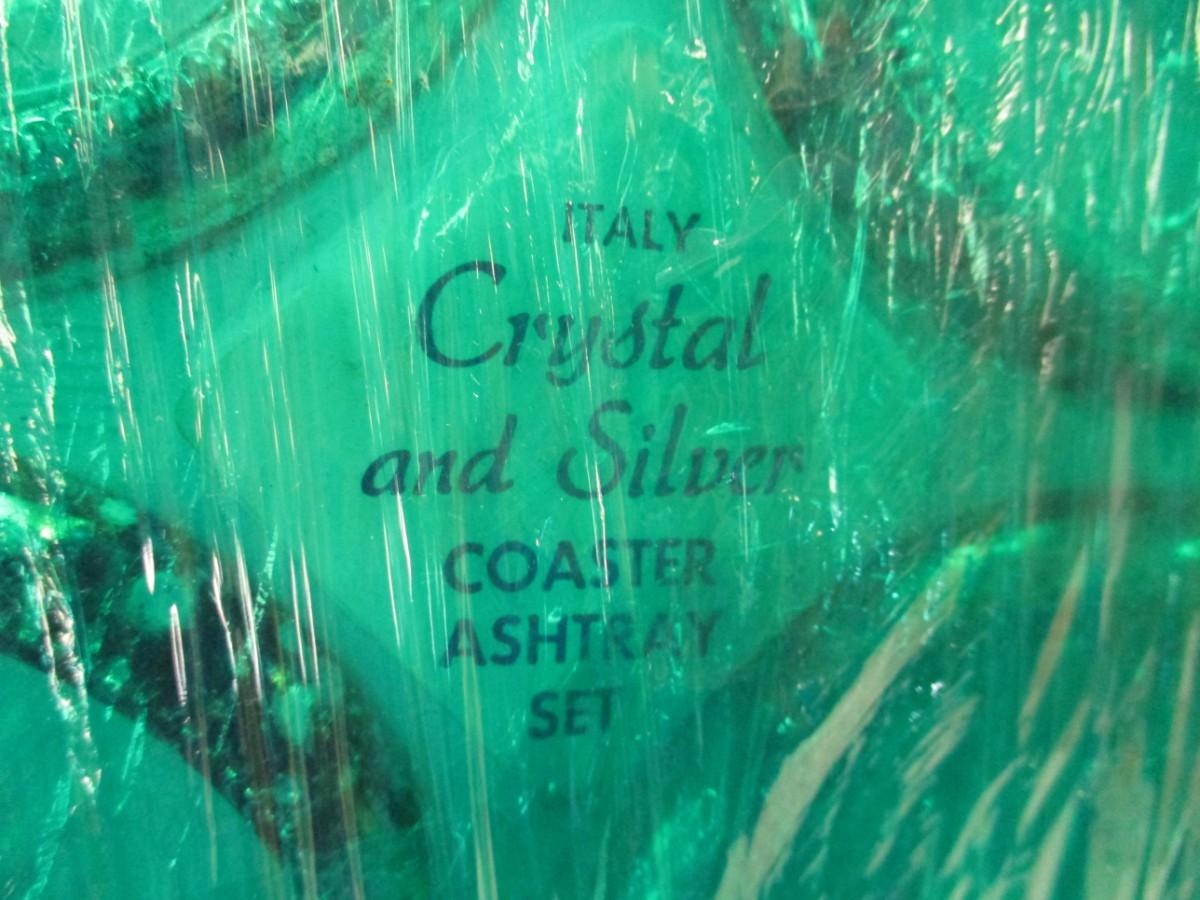 ITALY
Crystal
and Silver
COASTER
ASHTRAY
SET